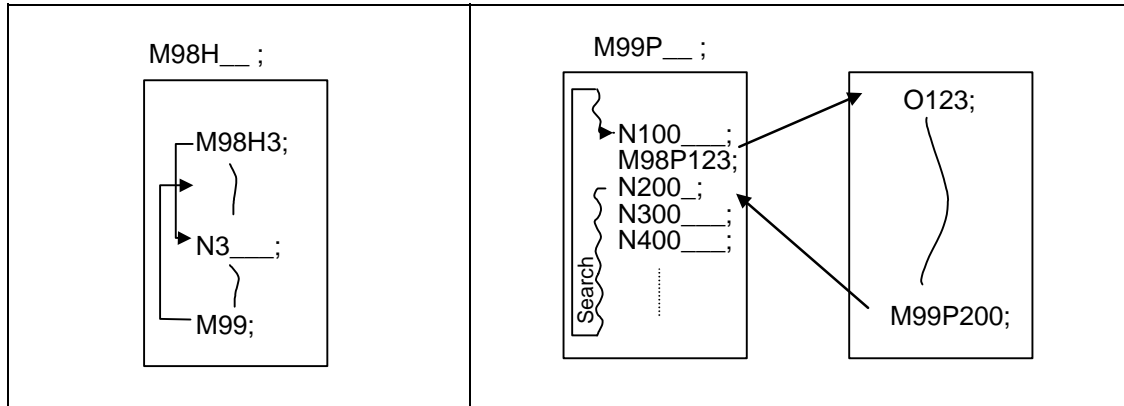 M98H__ ;
M98H3;
N3___;
M99;
M99P__ ;
N100___;
M98P123;
N200_;
N300___;
N400___;
Search
O123;
M99P200;